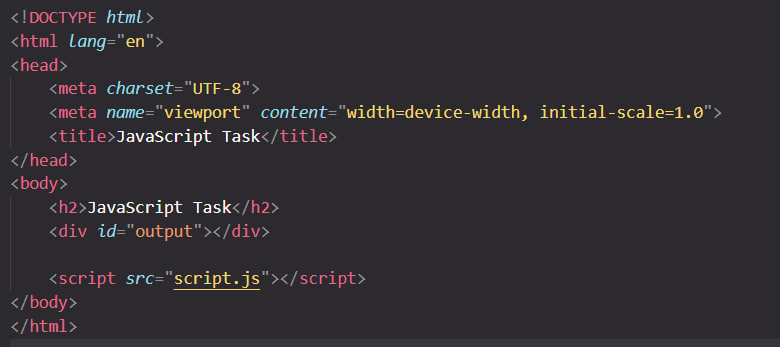 <!DOCTYPE html>
<html lang="en">
<head>
    <meta charset="UTF-8">
    <meta name="viewport" content="width=device-width, initial-scale=1.0">
    <title>JavaScript Task</title>
</head>
<body>
    <h2>JavaScript Task</h2>
    <div id="output"></div>

    <script src="script.js"></script>
</body>
</html>